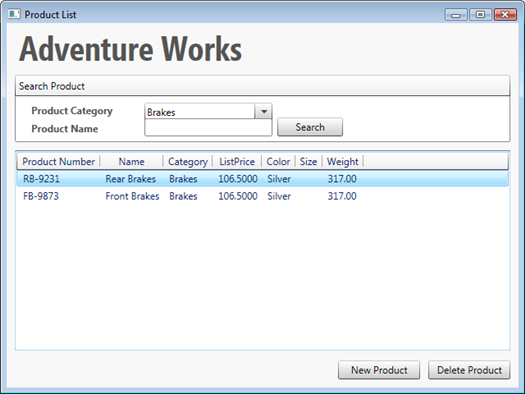 Product List
Adventure Works
Search Product
Product Category Brakes
Product Name Search
Product Number Name Category ListPrice Color Size Weight
RB-9231 Rear Brakes Brakes 106.5000 Silver 317.00
FB-9873 Front Brakes Brakes 106.5000 Silver 317.00
New Product Delete Product